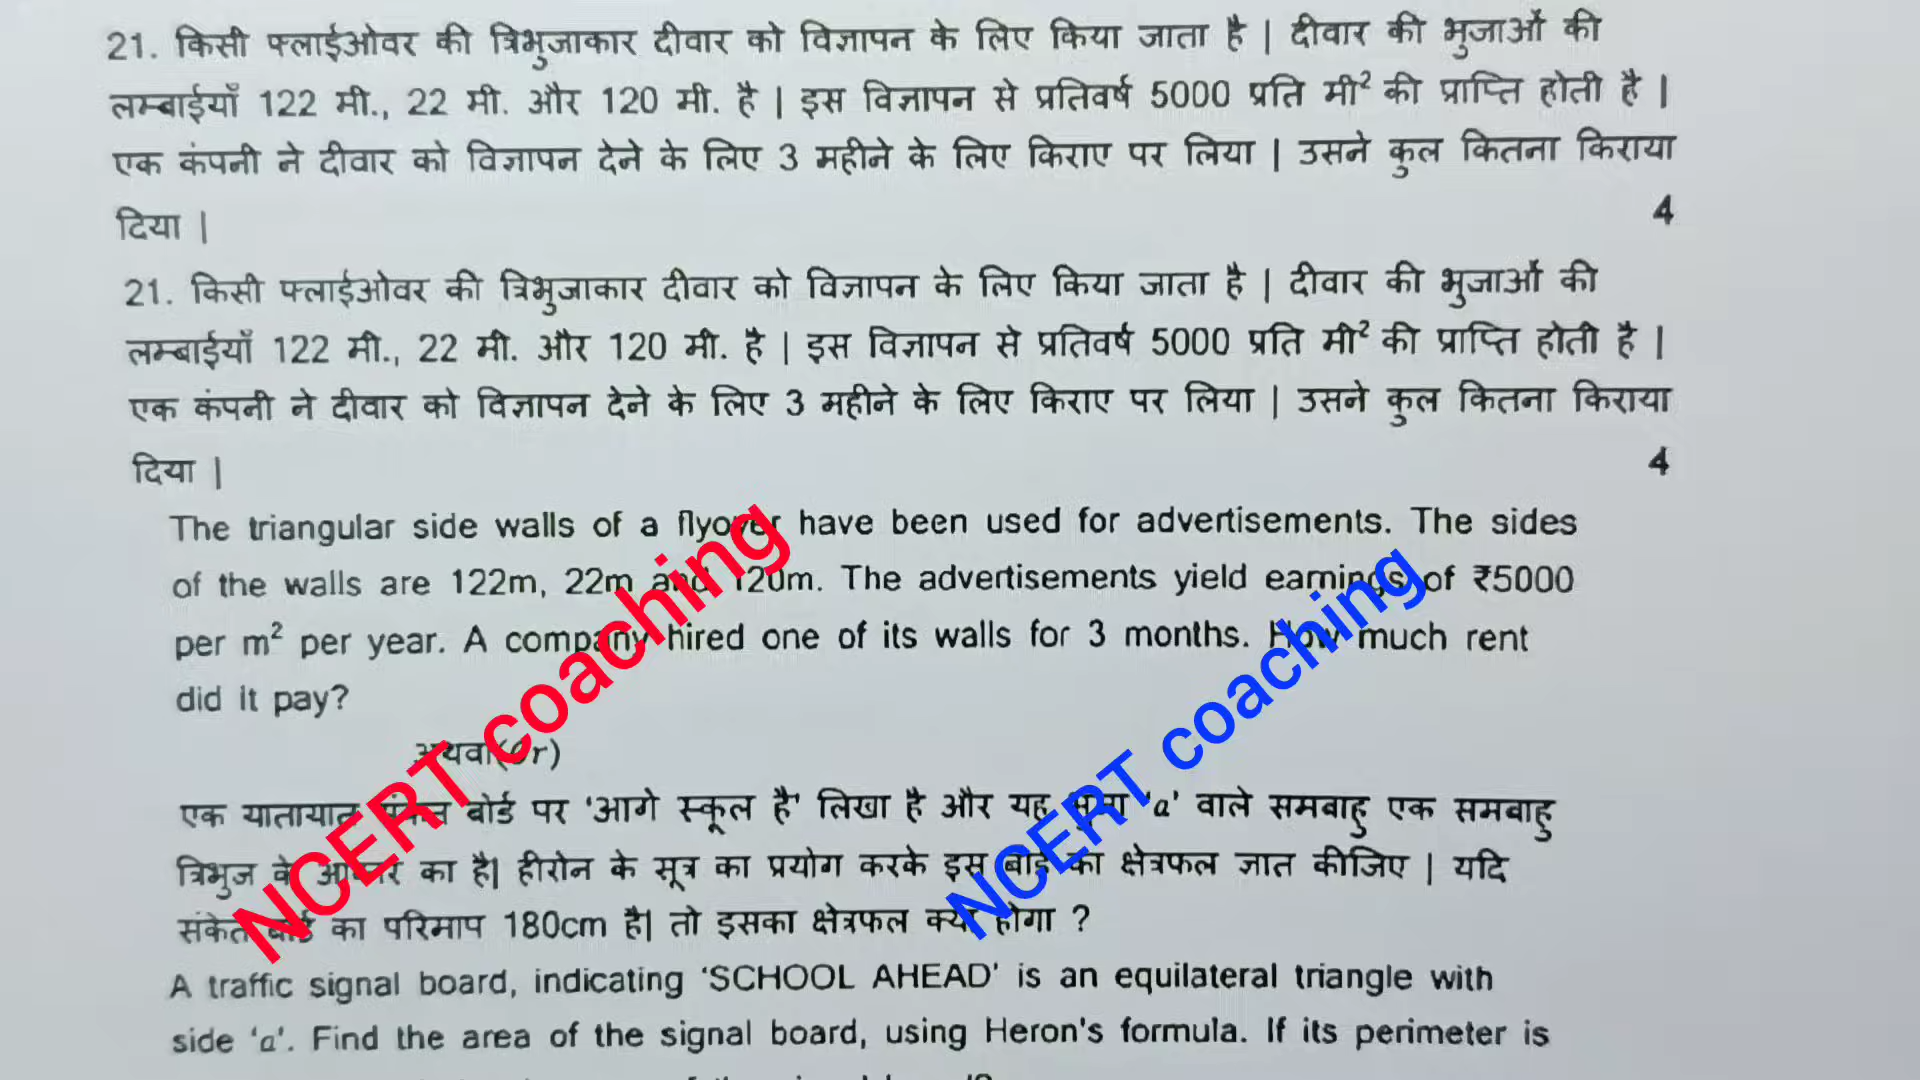 21. किसी फ्लाईओवर की त्रिभुजाकार दीवार को विज्ञापन के लिए किया जाता है | दीवार की भुजाओं की
लम्बाईयाँ 122 मी., 22 मी. और 120 मी. है | इस विज्ञापन से प्रतिवर्ष 5000 प्रति मी² की प्राप्ति होती है |
एक कंपनी ने दीवार को विज्ञापन देने के लिए 3 महीने के लिए किराए पर लिया | उसने कुल कितना किराया
दिया | 4
21. किसी फ्लाईओवर की त्रिभुजाकार दीवार को विज्ञापन के लिए किया जाता है | दीवार की भुजाओं की
लम्बाईयाँ 122 मी., 22 मी. और 120 मी. है | इस विज्ञापन से प्रतिवर्ष 5000 प्रति मी² की प्राप्ति होती है |
एक कंपनी ने दीवार को विज्ञापन देने के लिए 3 महीने के लिए किराए पर लिया | उसने कुल कितना किराया
दिया | 4
The triangular side walls of a flyover have been used for advertisements. The sides
of the walls are 122m, 22m and 120m. The advertisements yield earnings of ₹5000
per m² per year. A company hired one of its walls for 3 months. How much rent
did it pay?
अथवा(Or)
एक यातायात संकेत बोर्ड पर 'आगे स्कूल है' लिखा है और यह भुजा 'a' वाले समबाहु एक समबाहु
त्रिभुज के आकार का है| हीरोन के सूत्र का प्रयोग करके इस बोर्ड का क्षेत्रफल ज्ञात कीजिए | यदि
संकेत बोर्ड का परिमाप 180cm है| तो इसका क्षेत्रफल क्या होगा ?
A traffic signal board, indicating 'SCHOOL AHEAD' is an equilateral triangle with
side 'a'. Find the area of the signal board, using Heron's formula. If its perimeter is
NCERT coaching
NCERT coaching